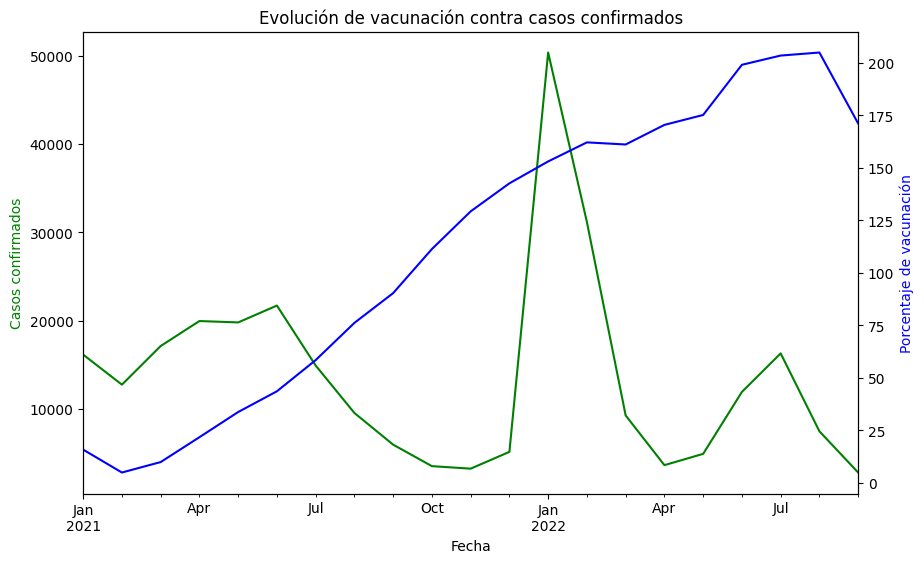 Evolución de vacunación contra casos confirmados
50000
40000
30000
20000
10000
Casos confirmados
200
175
150
125
100
75
50
25
0
Porcentaje de vacunación
Jan
2021
Apr
Jul
Oct
Jan
2022
Apr
Jul
Fecha